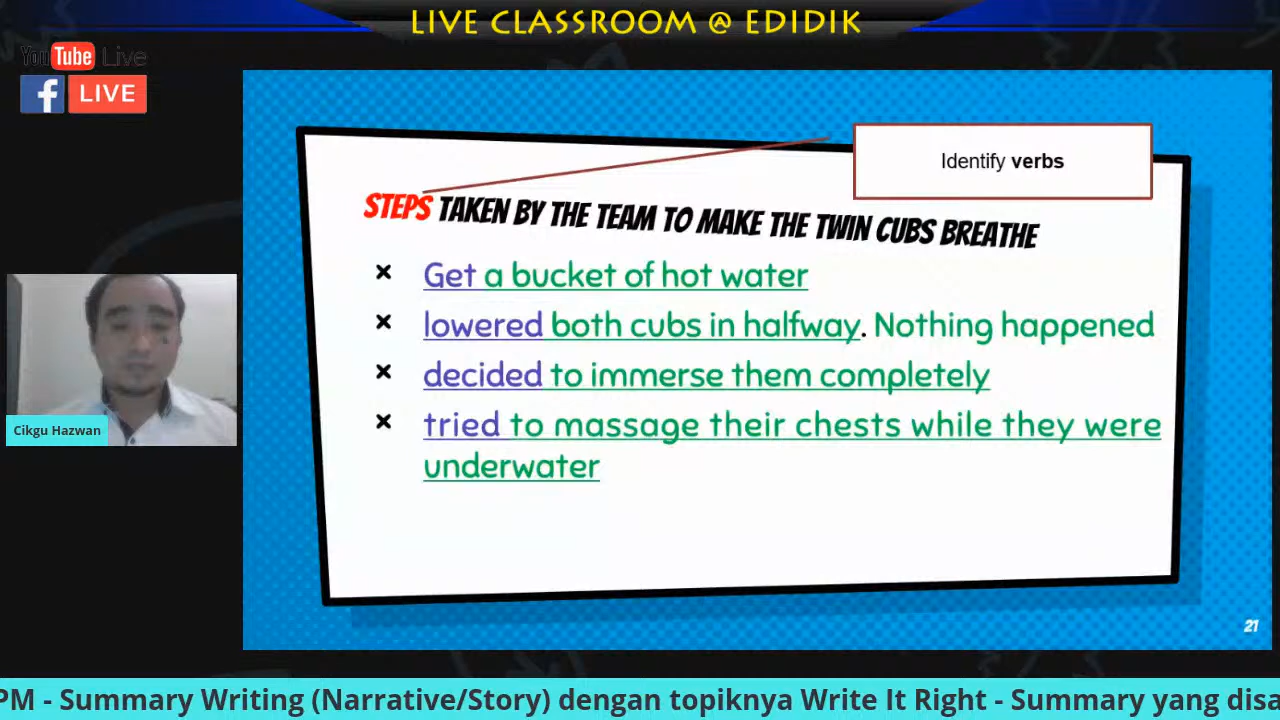 LIVE CLASSROOM @ EDIDIK
YouTube Live
f LIVE
Identify verbs
STEPS TAKEN BY THE TEAM TO MAKE THE TWIN CUBS BREATHE
× Get a bucket of hot water
× lowered both cubs in halfway. Nothing happened
× decided to immerse them completely
× tried to massage their chests while they were
underwater
Cikgu Hazwan
21
PM - Summary Writing (Narrative/Story) dengan topiknya Write It Right - Summary yang disa